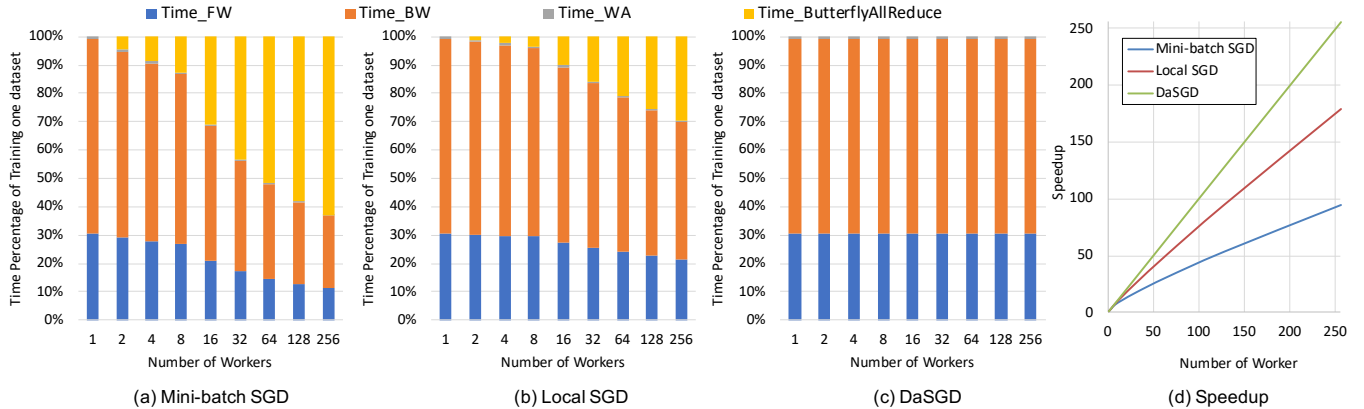 Time_FW Time_BW Time_WA Time_ButterflyAllReduce
Time Percentage of Training one dataset
100%
90%
80%
70%
60%
50%
40%
30%
20%
10%
0%
1 2 4 8 16 32 64 128 256
Number of Workers
(a) Mini-batch SGD
Time Percentage of Training one dataset
100%
90%
80%
70%
60%
50%
40%
30%
20%
10%
0%
1 2 4 8 16 32 64 128 256
Number of Workers
(b) Local SGD
Time Percentage of Training one dataset
100%
90%
80%
70%
60%
50%
40%
30%
20%
10%
0%
1 2 4 8 16 32 64 128 256
Number of Workers
(c) DaSGD
Speedup
250
200
150
100
50
0
Mini-batch SGD
Local SGD
DaSGD
0 50 100 150 200 250
Number of Worker
(d) Speedup